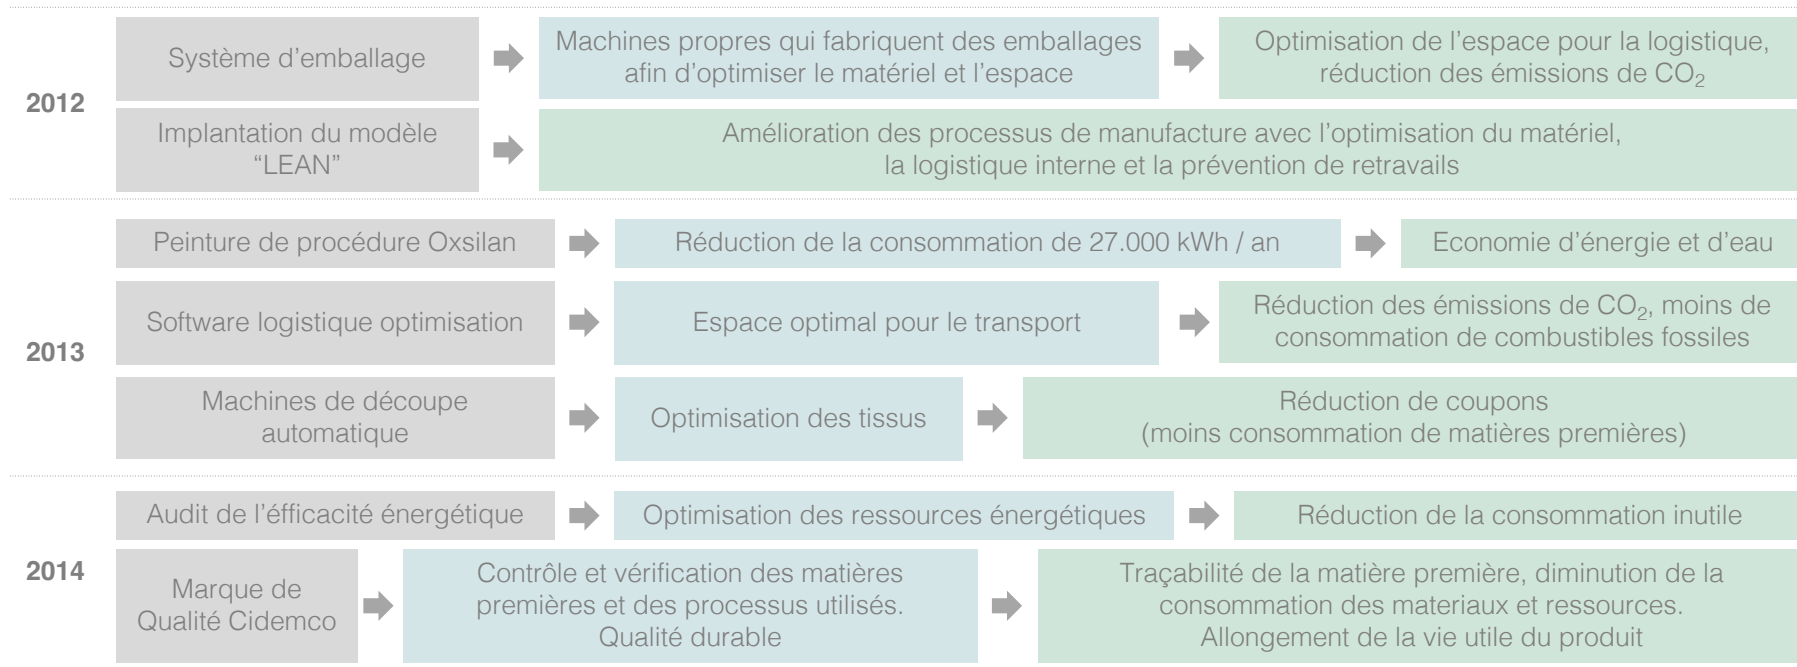 2012
Système d'emballage
Machines propres qui fabriquent des emballages
afin d'optimiser le matériel et l'espace
Optimisation de l'espace pour la logistique,
réduction des émissions de CO₂
Implantation du modèle
“LEAN”
Amélioration des processus de manufacture avec l'optimisation du matériel,
la logistique interne et la prévention de retravails
2013
Peinture de procédure Oxsilan
Réduction de la consommation de 27.000 kWh / an
Economie d'énergie et d'eau
Software logistique optimisation
Espace optimal pour le transport
Réduction des émissions de CO₂, moins de
consommation de combustibles fossiles
Machines de découpe
automatique
Optimisation des tissus
Réduction de coupons
(moins consommation de matières premières)
2014
Audit de l'éfficacité énergétique
Optimisation des ressources énergétiques
Réduction de la consommation inutile
Marque de
Qualité Cidemco
Contrôle et vérification des matières
premières et des processus utilisés.
Qualité durable
Traçabilité de la matière première, diminution de la
consommation des materiaux et ressources.
Allongement de la vie utile du produit